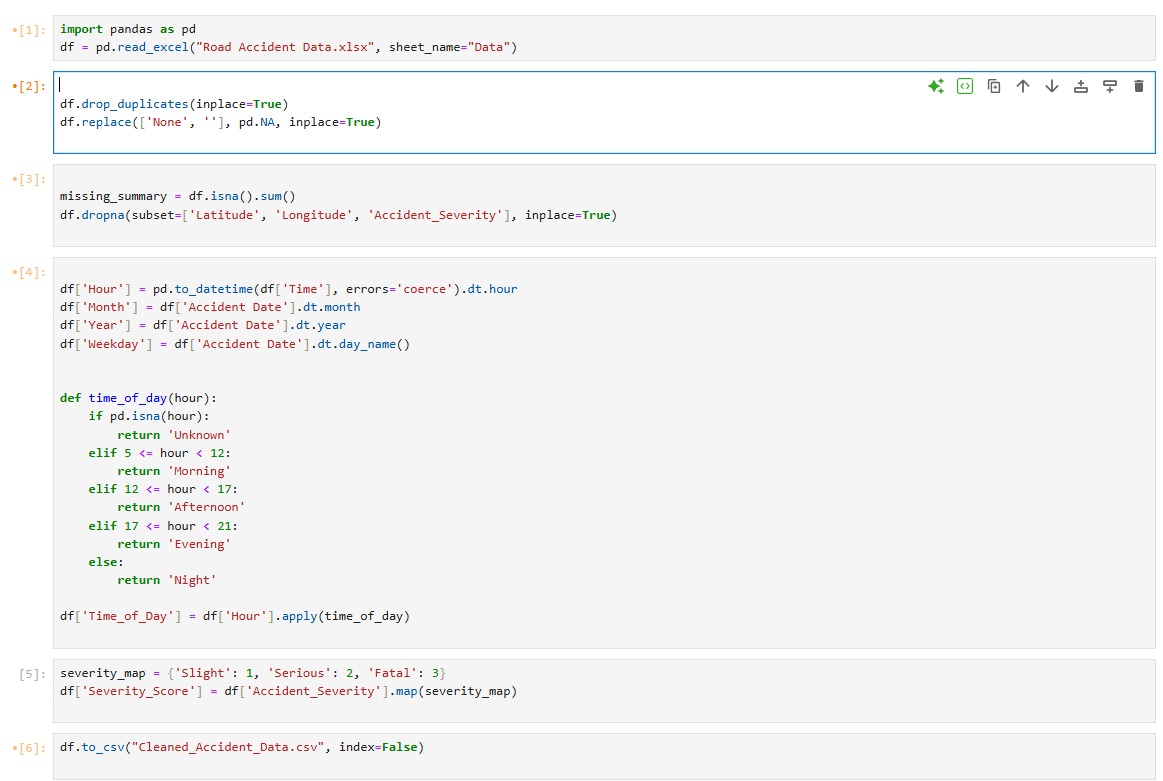 •[1]:
import pandas as pd
df = pd.read_excel("Road Accident Data.xlsx", sheet_name="Data")
•[2]:
df.drop_duplicates(inplace=True)
df.replace(['None', ''], pd.NA, inplace=True)
•[3]:
missing_summary = df.isna().sum()
df.dropna(subset=['Latitude', 'Longitude', 'Accident_Severity'], inplace=True)
•[4]:
df['Hour'] = pd.to_datetime(df['Time'], errors='coerce').dt.hour
df['Month'] = df['Accident Date'].dt.month
df['Year'] = df['Accident Date'].dt.year
df['Weekday'] = df['Accident Date'].dt.day_name()
def time_of_day(hour):
    if pd.isna(hour):
        return 'Unknown'
    elif 5 <= hour < 12:
        return 'Morning'
    elif 12 <= hour < 17:
        return 'Afternoon'
    elif 17 <= hour < 21:
        return 'Evening'
    else:
        return 'Night'
df['Time_of_Day'] = df['Hour'].apply(time_of_day)
[5]:
severity_map = {'Slight': 1, 'Serious': 2, 'Fatal': 3}
df['Severity_Score'] = df['Accident_Severity'].map(severity_map)
•[6]:
df.to_csv("Cleaned_Accident_Data.csv", index=False)